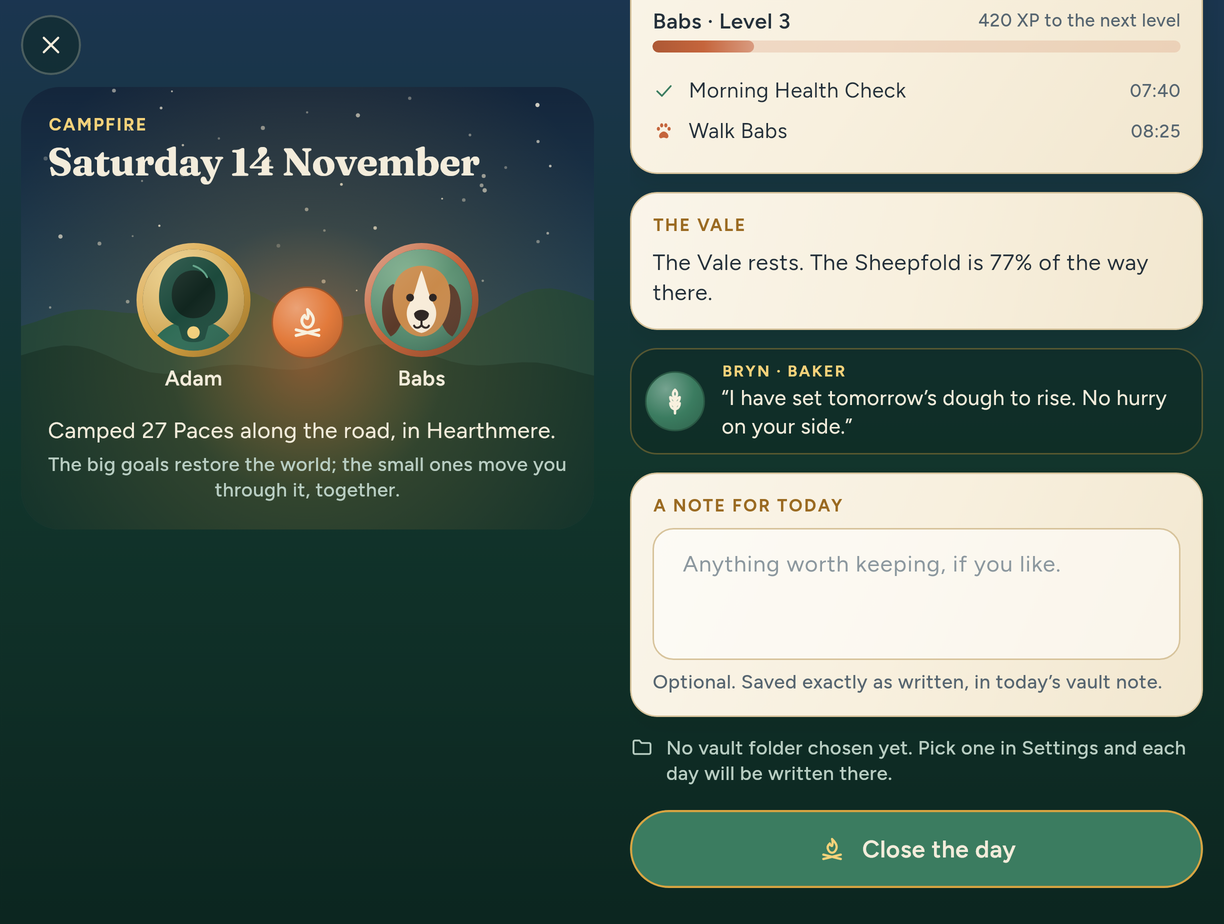 CAMPFIRE
Saturday 14 November
Adam
Babs
Camped 27 Paces along the road, in Hearthmere.
The big goals restore the world; the small ones move you
through it, together.
Babs · Level 3
420 XP to the next level
Morning Health Check
07:40
Walk Babs
08:25
THE VALE
The Vale rests. The Sheepfold is 77% of the way
there.
BRYN · BAKER
“I have set tomorrow’s dough to rise. No hurry
on your side.”
A NOTE FOR TODAY
Anything worth keeping, if you like.
Optional. Saved exactly as written, in today’s vault note.
No vault folder chosen yet. Pick one in Settings and each
day will be written there.
Close the day